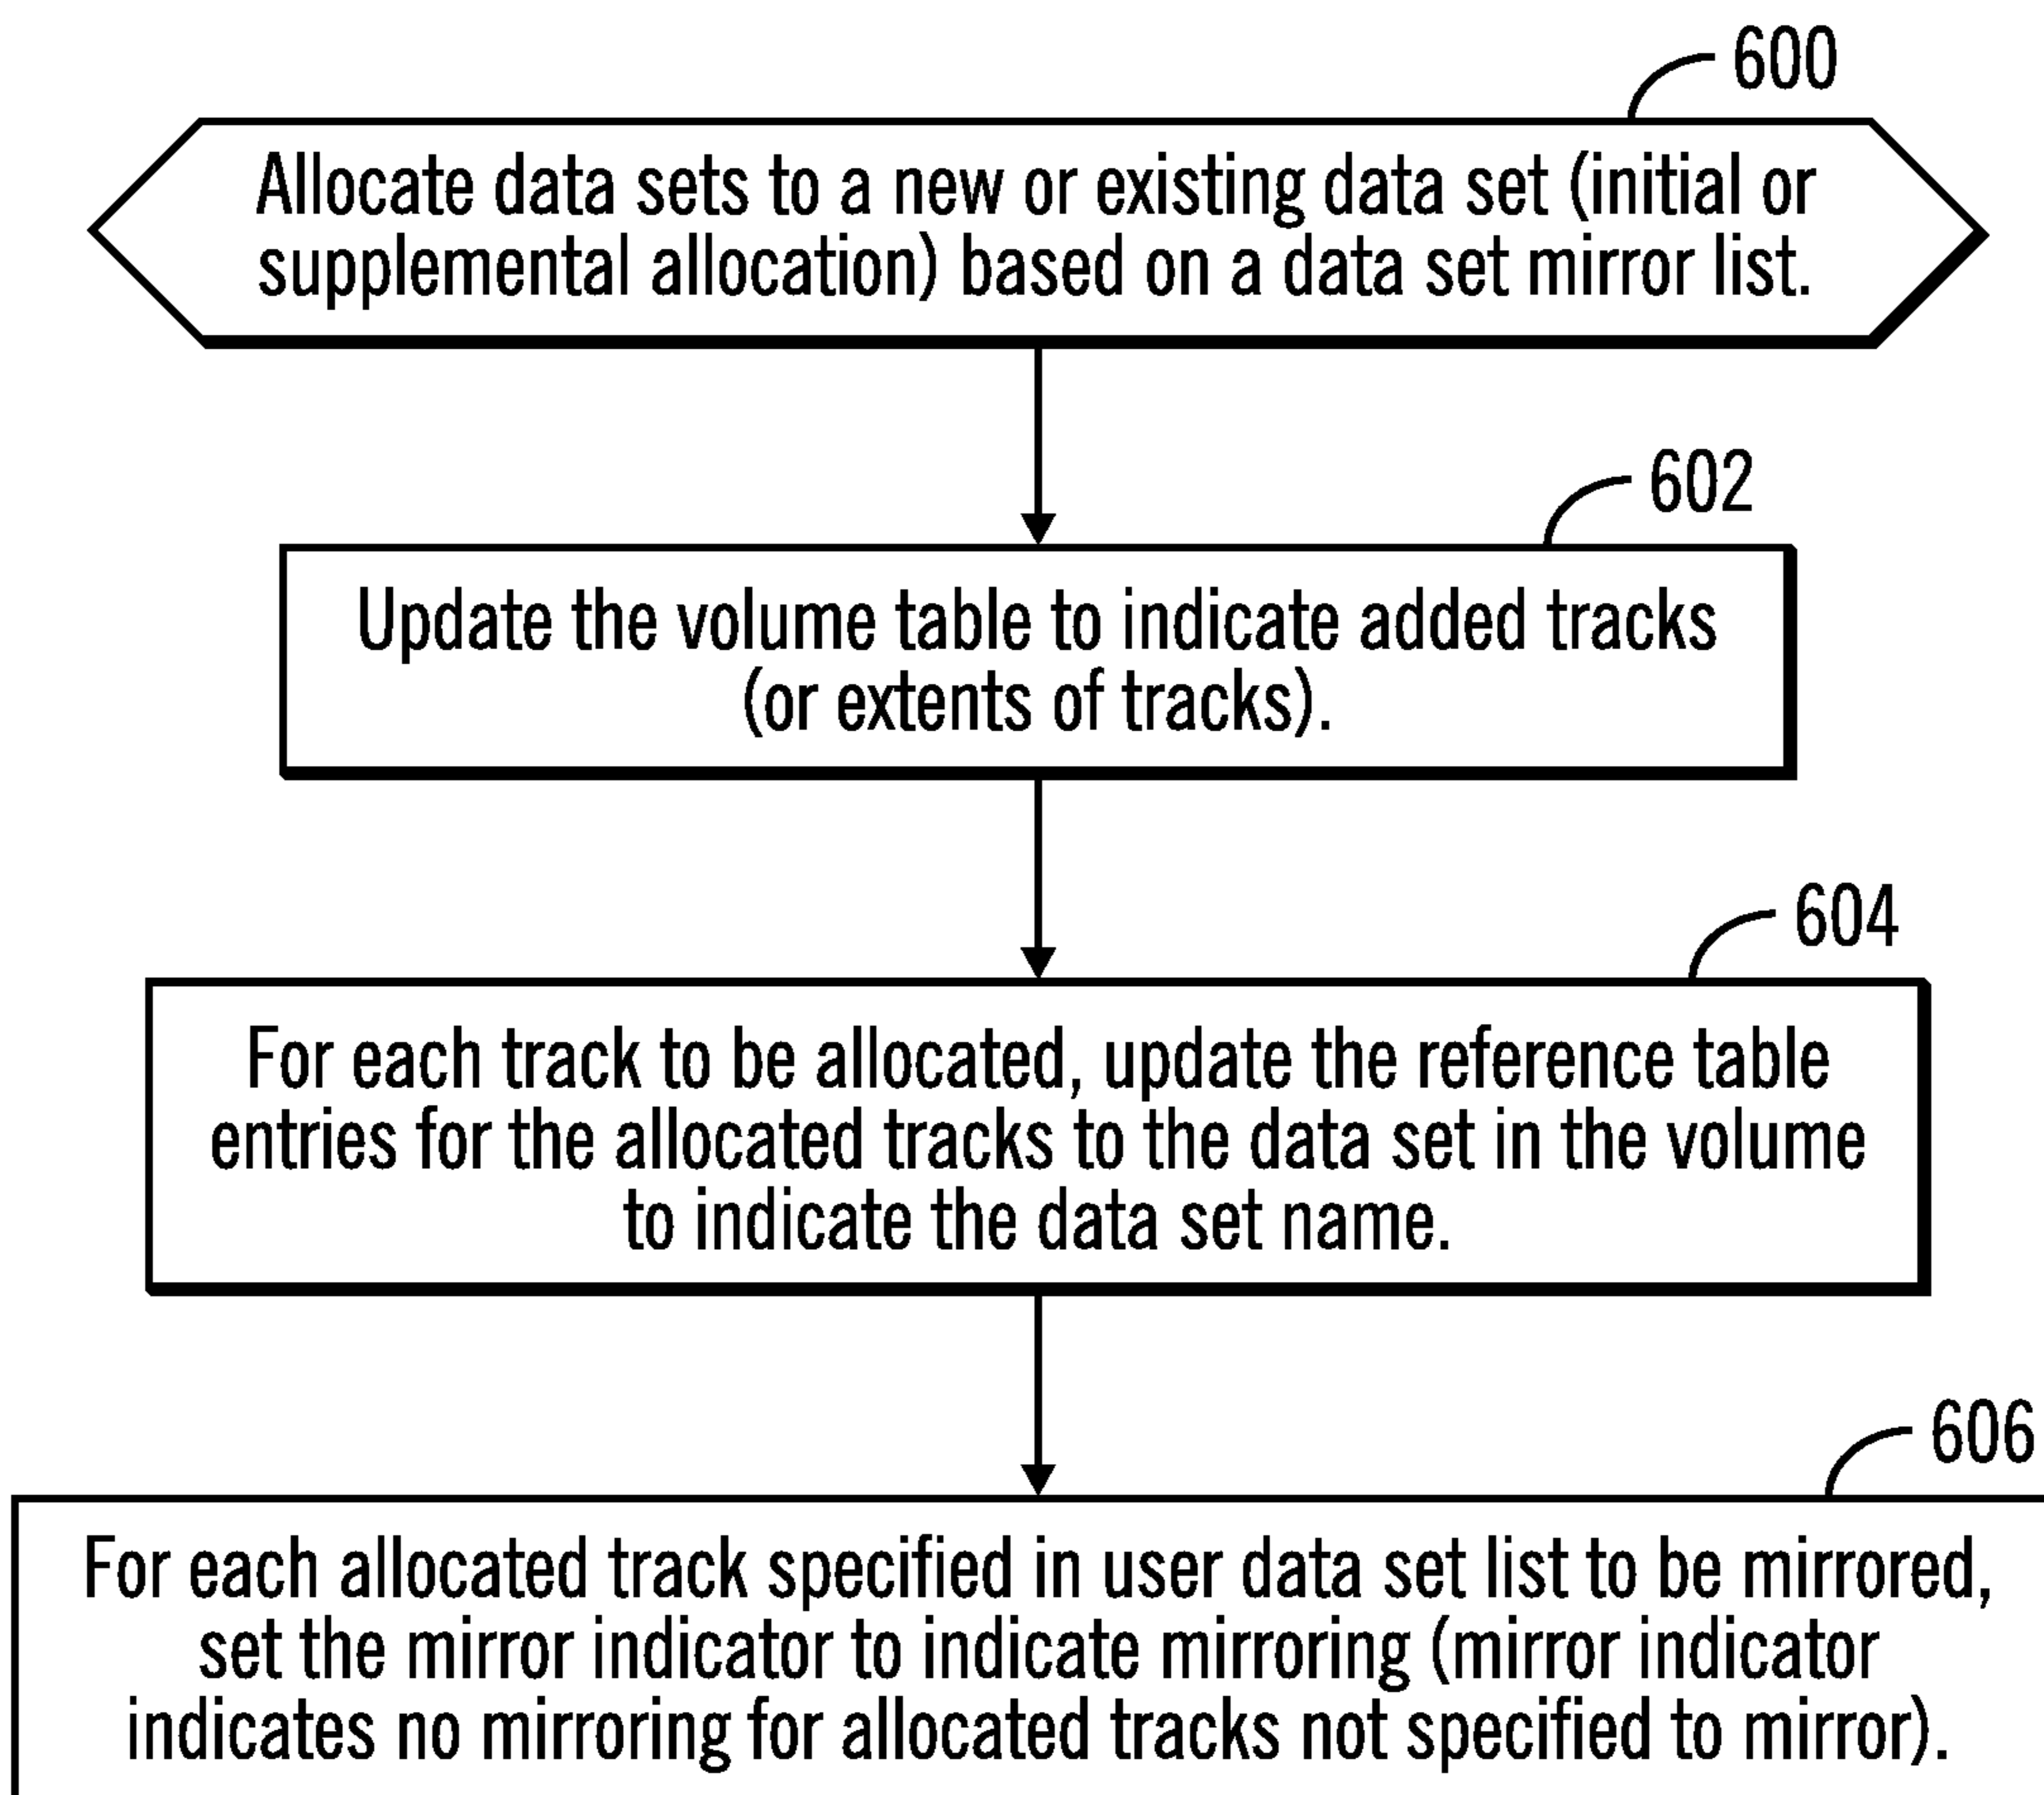 600
Allocate data sets to a new or existing data set (initial or
supplemental allocation) based on a data set mirror list.
602
Update the volume table to indicate added tracks
(or extents of tracks).
604
For each track to be allocated, update the reference table
entries for the allocated tracks to the data set in the volume
to indicate the data set name.
606
For each allocated track specified in user data set list to be mirrored,
set the mirror indicator to indicate mirroring (mirror indicator
indicates no mirroring for allocated tracks not specified to mirror).